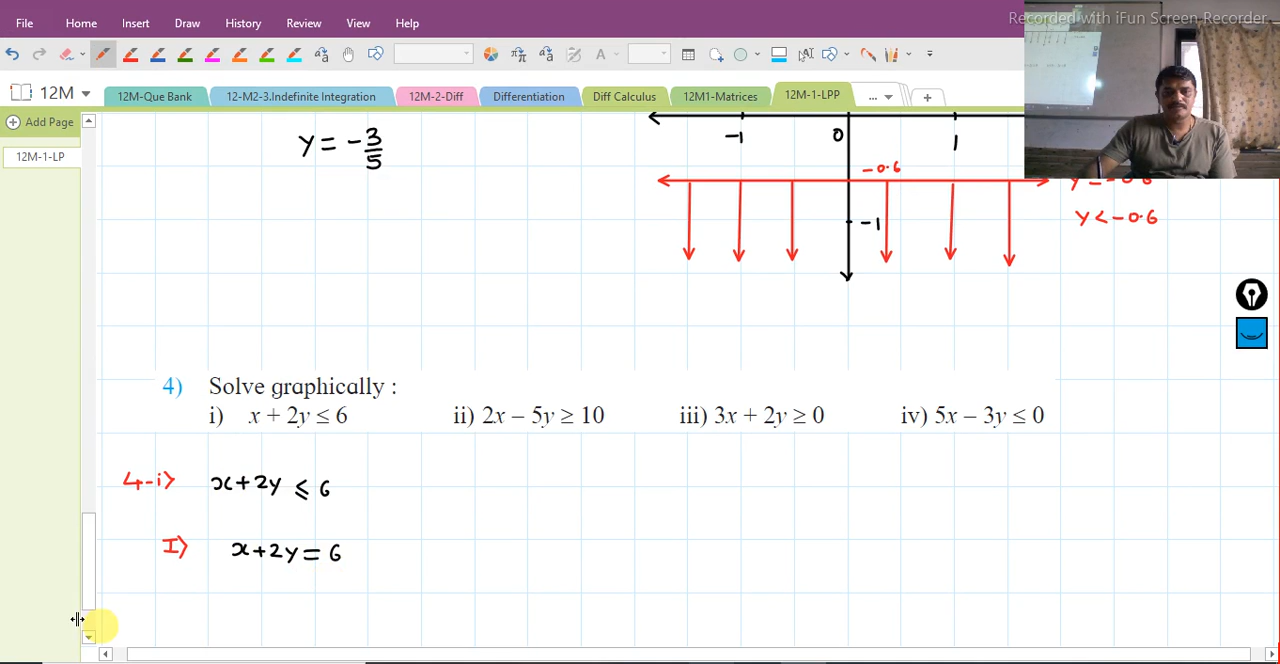 File Home Insert Draw History Review View Help
Recorded with iFun Screen Recorder
12M 12M-Que Bank 12-M2-3.Indefinite Integration 12M-2-Diff Differentiation Diff Calculus 12M1-Matrices 12M-1-LPP ...
Add Page
12M-1-LP
y = -3/5
-1 0 1
-0.6
y = -0.6
y < -0.6
-1
4) Solve graphically :
i) x + 2y ≤ 6 ii) 2x – 5y ≥ 10 iii) 3x + 2y ≥ 0 iv) 5x – 3y ≤ 0
4-i) x+2y ≤ 6
I) x+2y = 6